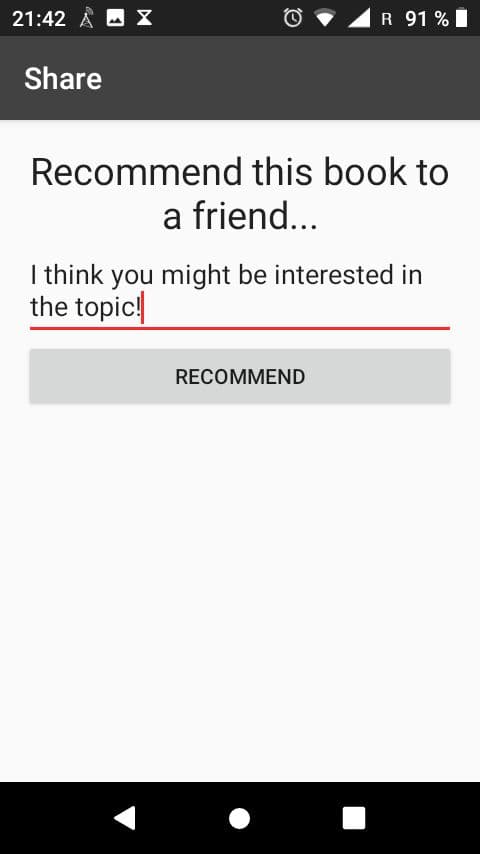 21:42 R 91 %
Share
Recommend this book to
a friend...
I think you might be interested in
the topic!
RECOMMEND